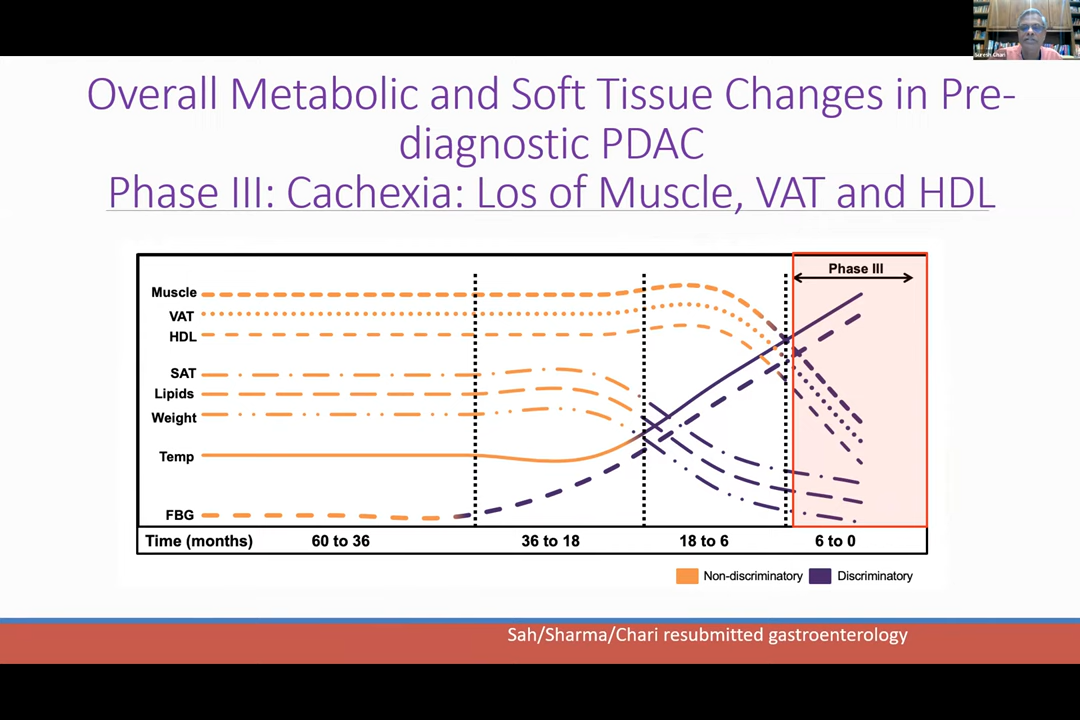 Suresh Chari
Overall Metabolic and Soft Tissue Changes in Pre-
diagnostic PDAC
Phase III: Cachexia: Los of Muscle, VAT and HDL
Phase III
Muscle
VAT
HDL
SAT
Lipids
Weight
Temp
FBG
Time (months) 60 to 36 36 to 18 18 to 6 6 to 0
Non-discriminatory Discriminatory
Sah/Sharma/Chari resubmitted gastroenterology